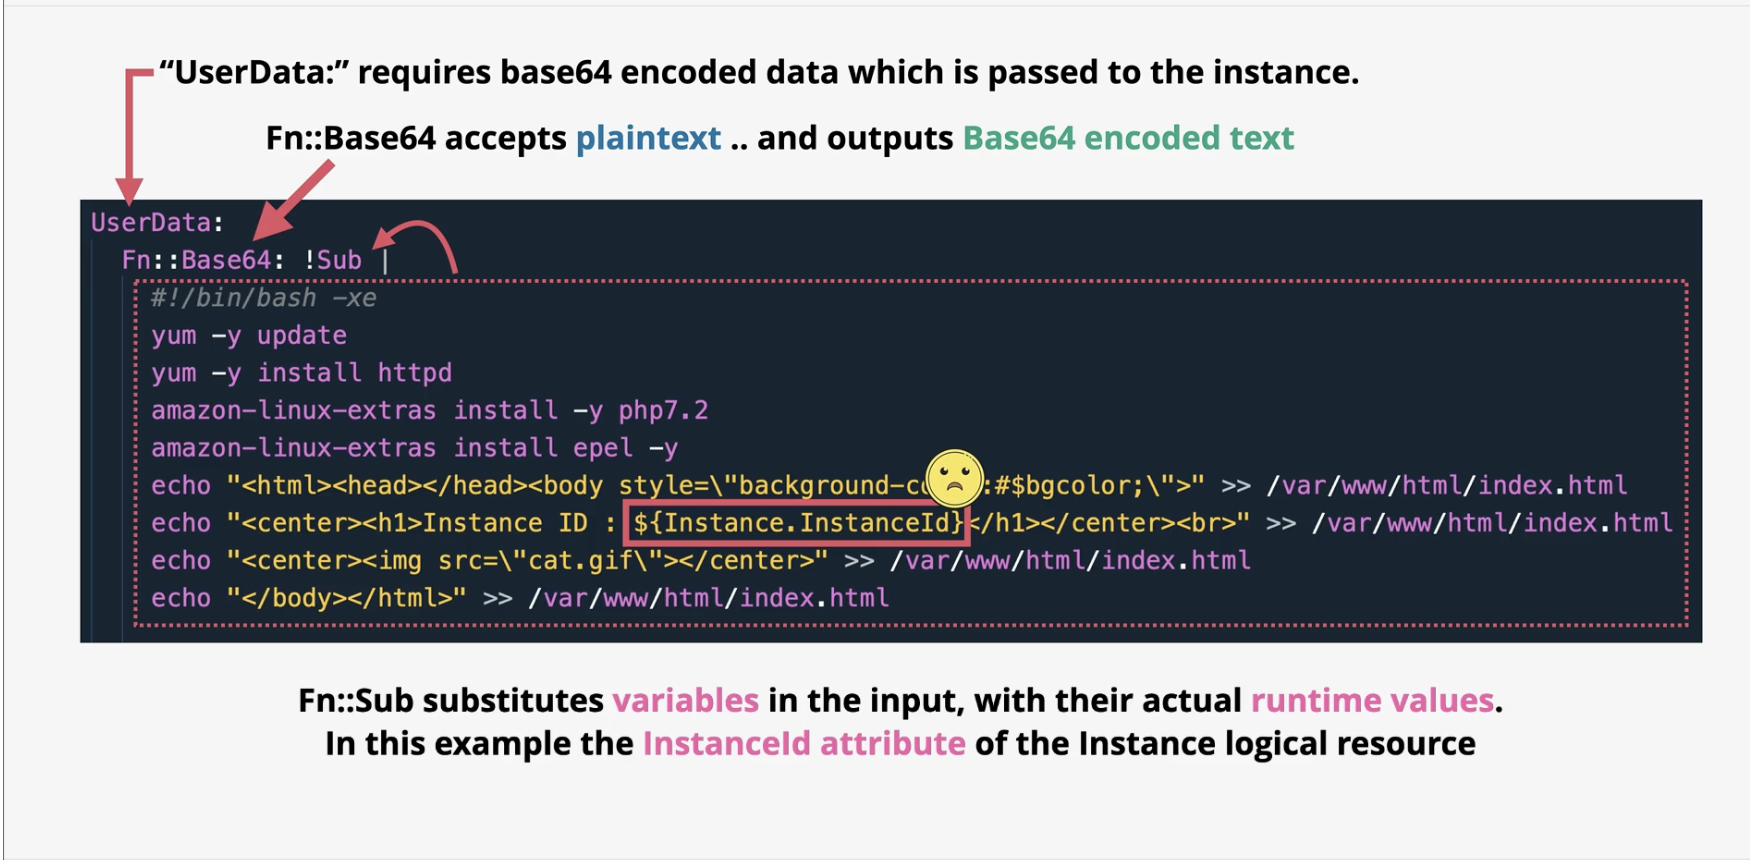 “UserData:” requires base64 encoded data which is passed to the instance.
Fn::Base64 accepts plaintext .. and outputs Base64 encoded text
UserData:
Fn::Base64: !Sub |
#!/bin/bash -xe
yum -y update
yum -y install httpd
amazon-linux-extras install -y php7.2
amazon-linux-extras install epel -y
echo "<html><head></head><body style=\"background-co :#$bgcolor;\">" >> /var/www/html/index.html
echo "<center><h1>Instance ID : ${Instance.InstanceId}</h1></center><br>" >> /var/www/html/index.html
echo "<center><img src=\"cat.gif\"></center>" >> /var/www/html/index.html
echo "</body></html>" >> /var/www/html/index.html
Fn::Sub substitutes variables in the input, with their actual runtime values.
In this example the InstanceId attribute of the Instance logical resource